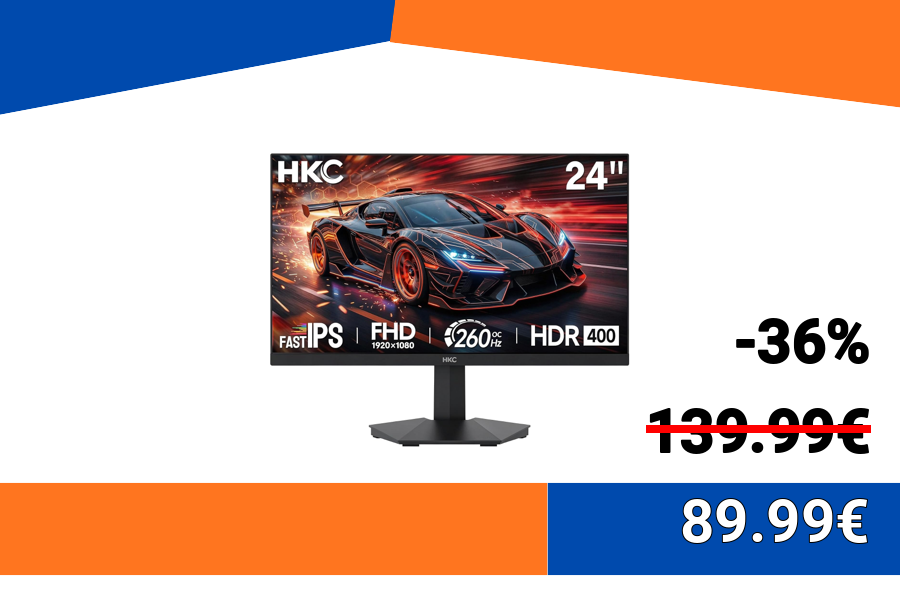 HKC
24"
FAST IPS | FHD 1920×1080 | 260 OC Hz | HDR 400
HKC
-36%
139.99€
89.99€